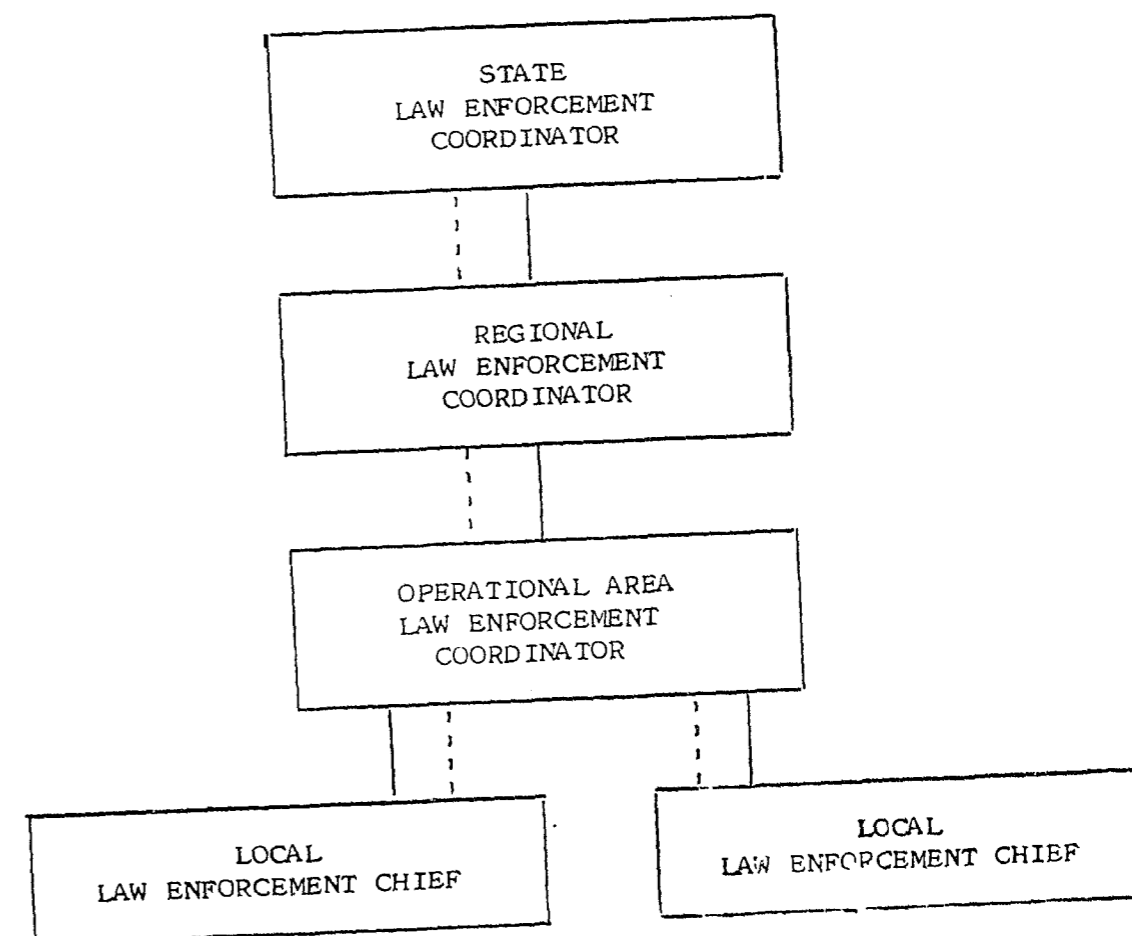 STATE
LAW ENFORCEMENT
COORDINATOR
REGIONAL
LAW ENFORCEMENT
COORDINATOR
OPERATIONAL AREA
LAW ENFORCEMENT
COORDINATOR
LOCAL
LAW ENFORCEMENT CHIEF
LOCAL
LAW ENFORCEMENT CHIEF